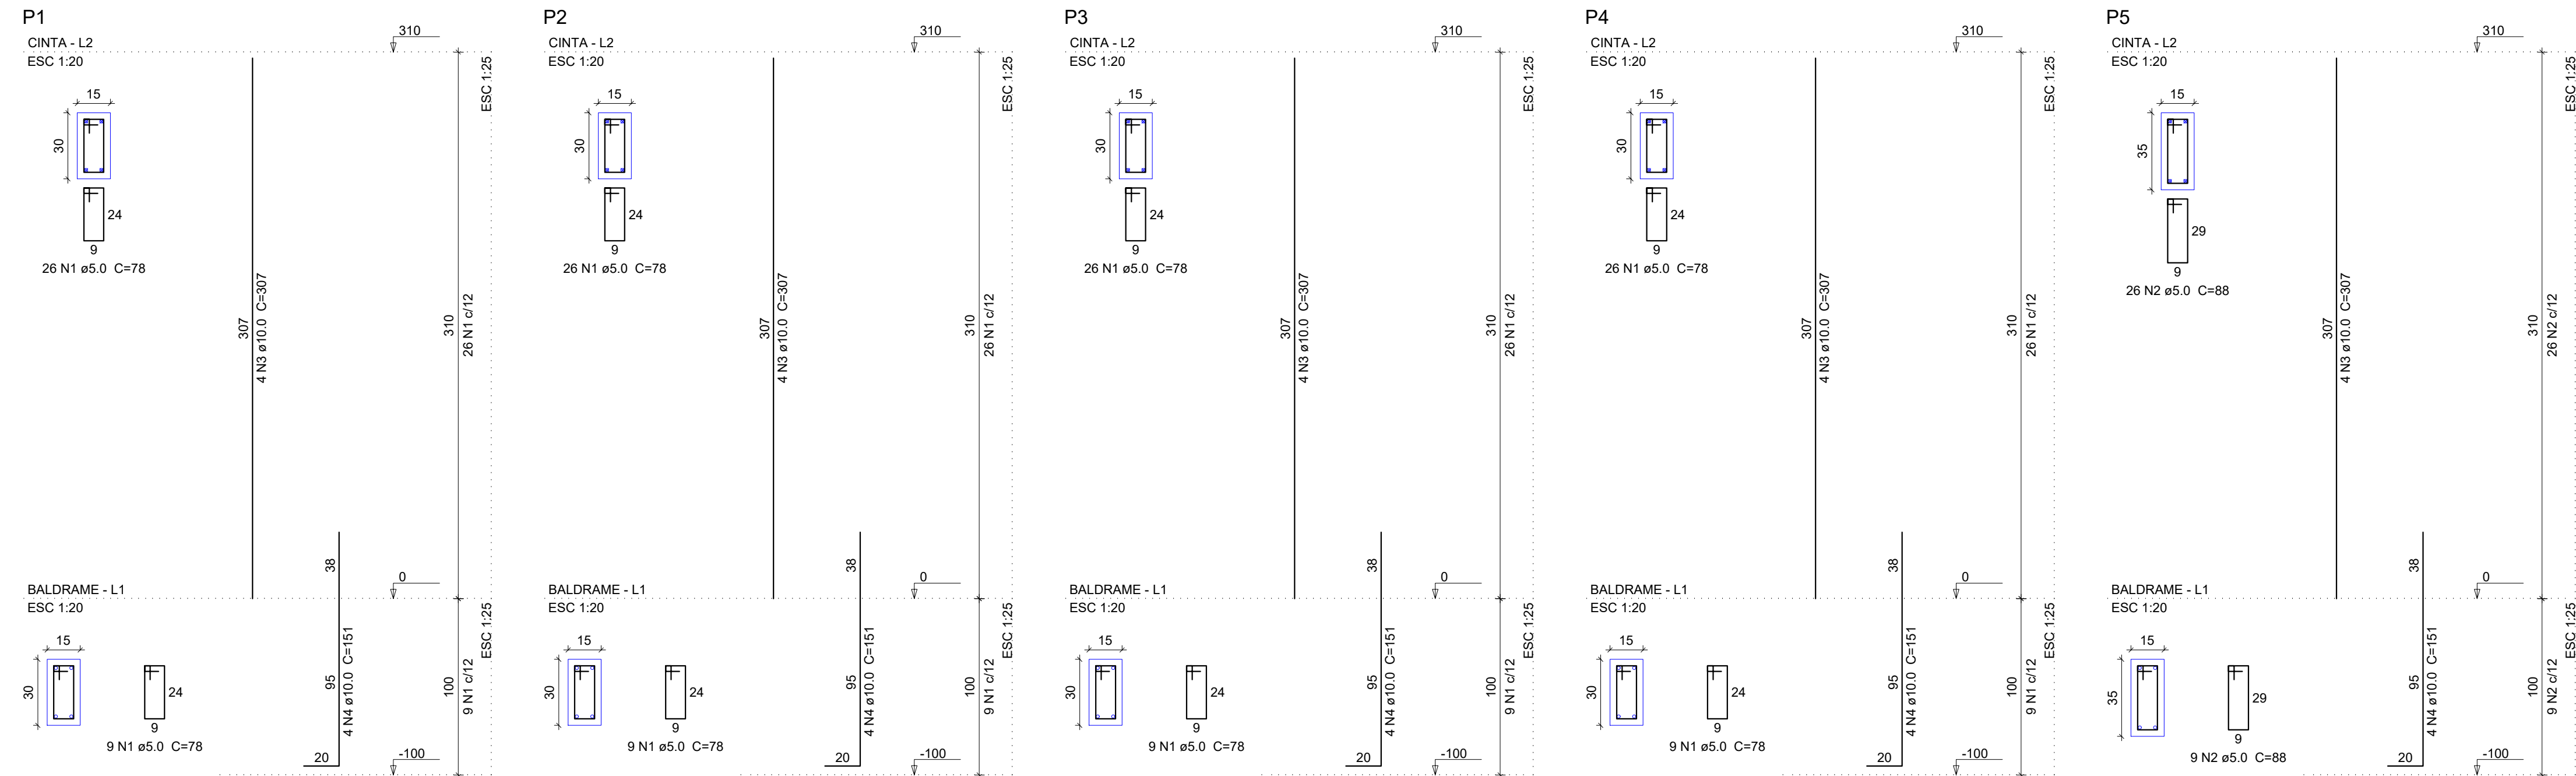 P1
CINTA - L2
310
ESC 1:20
ESC 1:25
15
30
24
9
26 N1 ø5.0 C=78
307
4 N3 ø10.0 C=307
310
26 N1 c/12
38
0
BALDRAME - L1
ESC 1:20
ESC 1:25
15
30
24
9
9 N1 ø5.0 C=78
95
4 N4 ø10.0 C=151
100
9 N1 c/12
20
-100
P2
CINTA - L2
310
ESC 1:20
ESC 1:25
15
30
24
9
26 N1 ø5.0 C=78
307
4 N3 ø10.0 C=307
310
26 N1 c/12
38
0
BALDRAME - L1
ESC 1:20
ESC 1:25
15
30
24
9
9 N1 ø5.0 C=78
95
4 N4 ø10.0 C=151
100
9 N1 c/12
20
-100
P3
CINTA - L2
310
ESC 1:20
ESC 1:25
15
30
24
9
26 N1 ø5.0 C=78
307
4 N3 ø10.0 C=307
310
26 N1 c/12
38
0
BALDRAME - L1
ESC 1:20
ESC 1:25
15
30
24
9
9 N1 ø5.0 C=78
95
4 N4 ø10.0 C=151
100
9 N1 c/12
20
-100
P4
CINTA - L2
310
ESC 1:20
ESC 1:25
15
30
24
9
26 N1 ø5.0 C=78
307
4 N3 ø10.0 C=307
310
26 N1 c/12
38
0
BALDRAME - L1
ESC 1:20
ESC 1:25
15
30
24
9
9 N1 ø5.0 C=78
95
4 N4 ø10.0 C=151
100
9 N1 c/12
20
-100
P5
CINTA - L2
310
ESC 1:20
ESC 1:25
15
35
29
9
26 N2 ø5.0 C=88
307
4 N3 ø10.0 C=307
310
26 N2 c/12
38
0
BALDRAME - L1
ESC 1:20
ESC 1:25
15
35
29
9
9 N2 ø5.0 C=88
95
4 N4 ø10.0 C=151
100
9 N2 c/12
20
-100